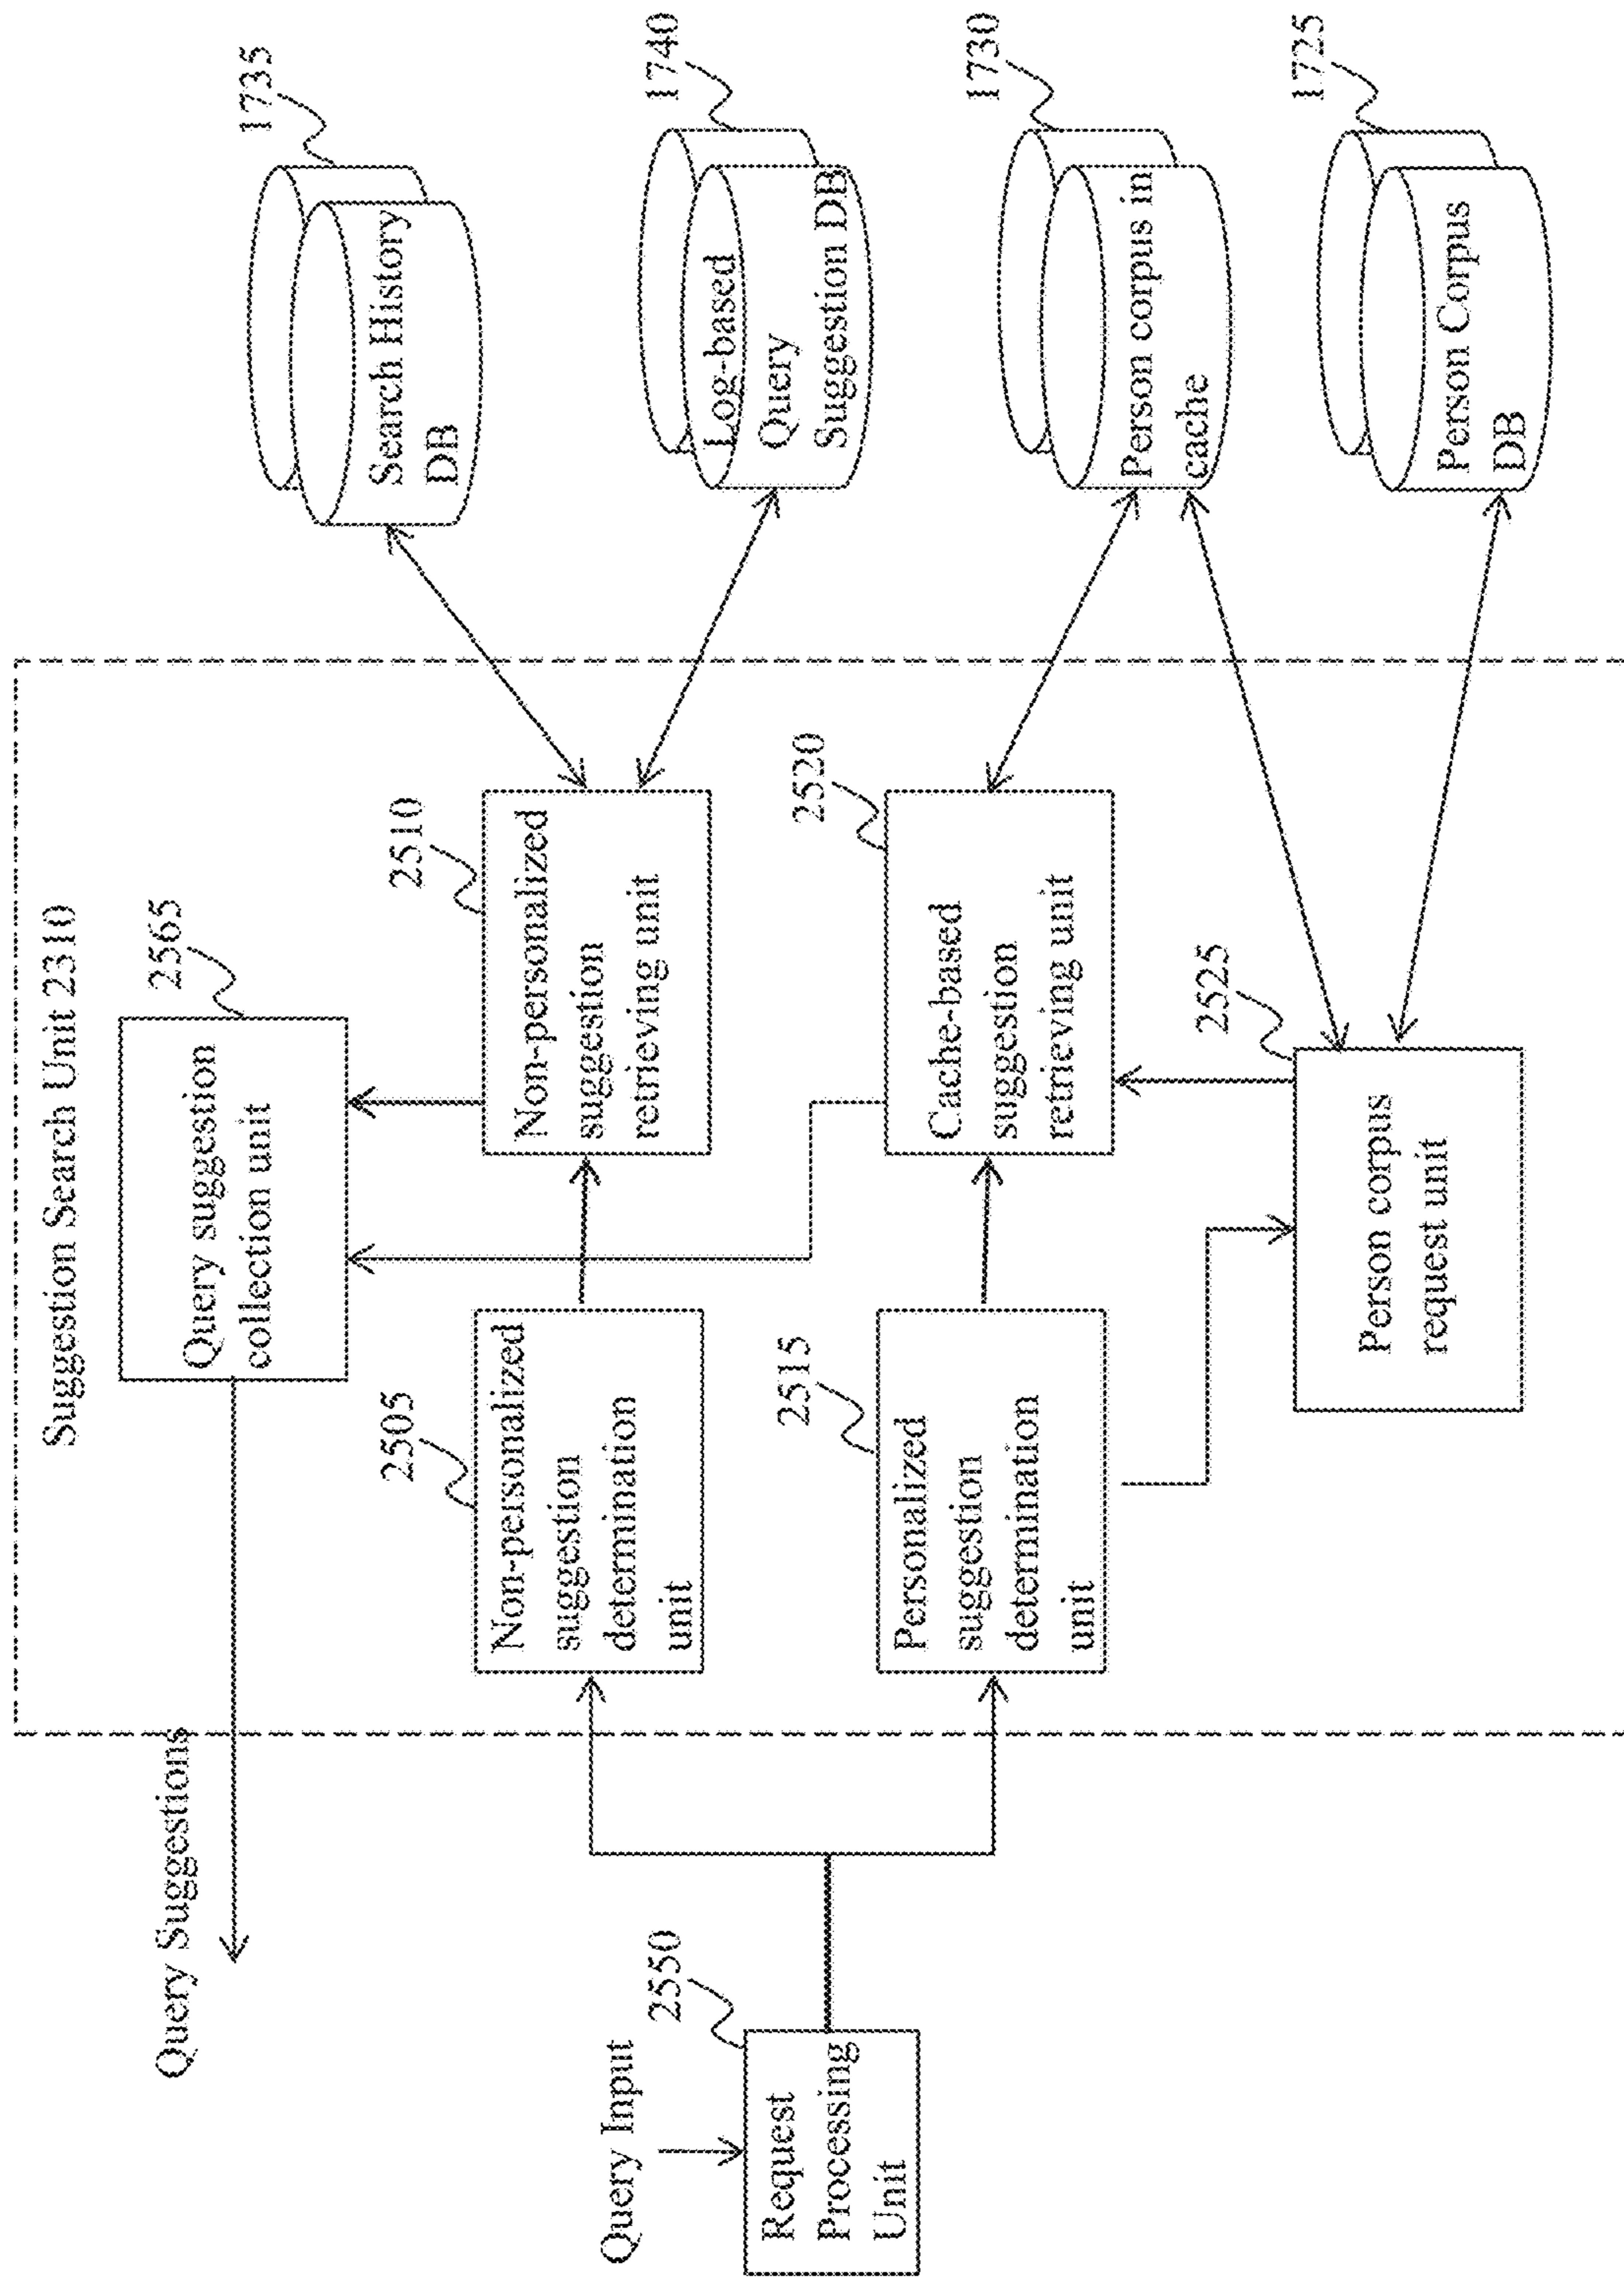 Suggestion Search Unit 2310
Query Suggestions
2565
Query suggestion
collection unit
1735
Search History
DB
2505
Non-personalized
suggestion
determination
unit
2510
Non-personalized
suggestion
retrieving unit
1740
Log-based
Query
Suggestion DB
Query Input
2550
Request
Processing
Unit
2515
Personalized
suggestion
determination
unit
2520
Cache-based
suggestion
retrieving unit
1730
Person corpus in
cache
2525
Person corpus
request unit
1725
Person Corpus
DB